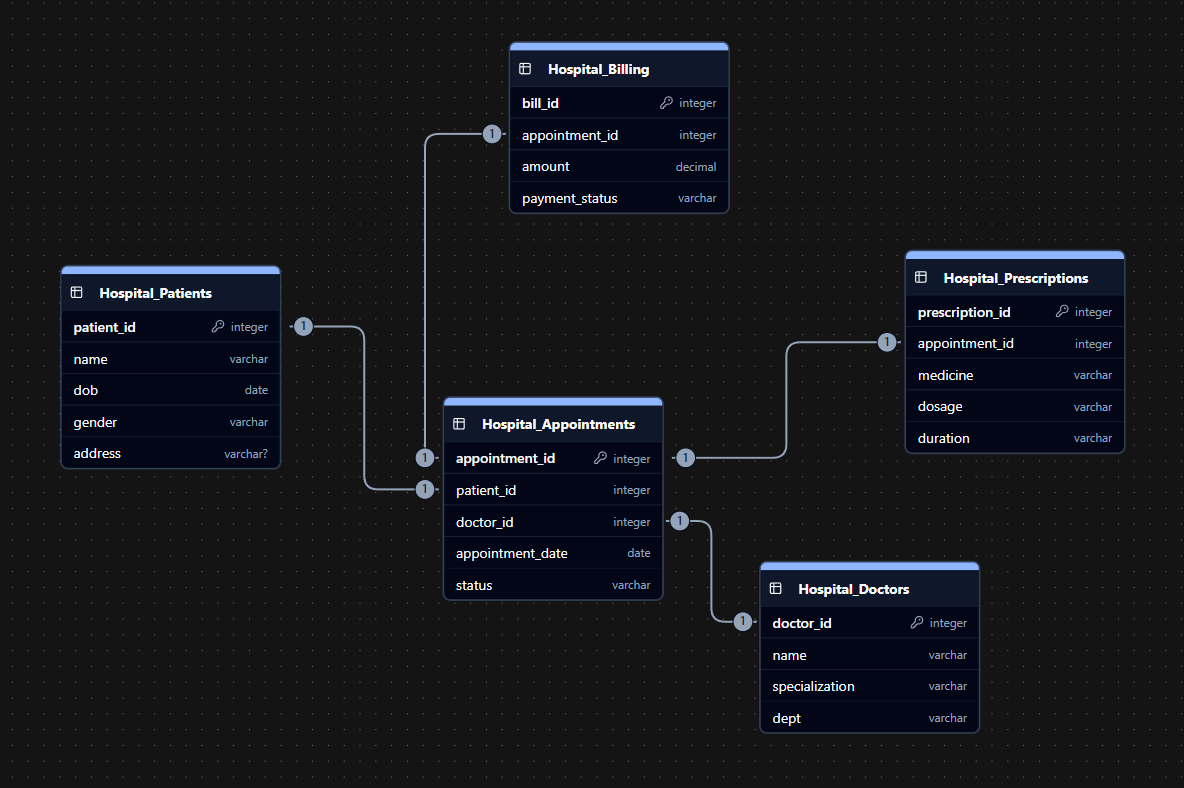 Hospital_Billing
bill_id integer
1 appointment_id integer
amount decimal
payment_status varchar
Hospital_Patients
patient_id integer 1
name varchar
dob date
gender varchar
address varchar?
Hospital_Prescriptions
prescription_id integer
1 appointment_id integer
medicine varchar
dosage varchar
duration varchar
Hospital_Appointments
1 appointment_id integer 1
1 patient_id integer
doctor_id integer 1
appointment_date date
status varchar
Hospital_Doctors
1 doctor_id integer
name varchar
specialization varchar
dept varchar